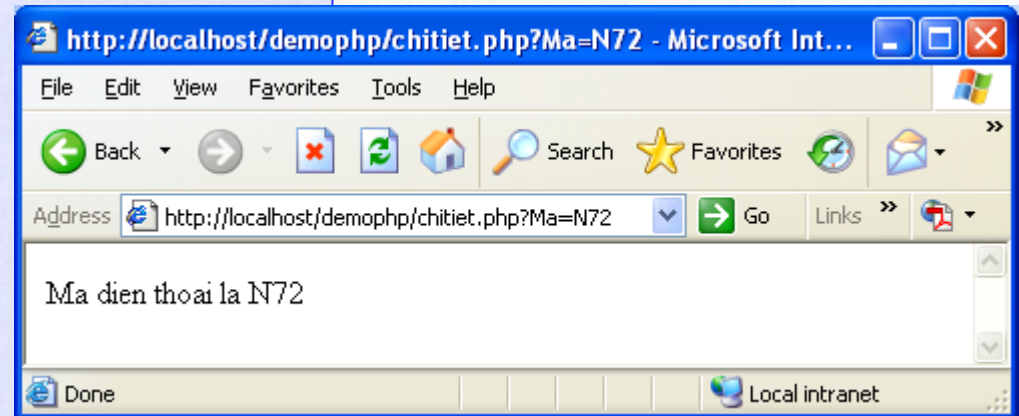 http://localhost/demophp/chitiet.php?Ma=N72 - Microsoft Int...
File Edit View Favorites Tools Help
Back Search Favorites »
Address http://localhost/demophp/chitiet.php?Ma=N72 Go Links »
Ma dien thoai la N72
Done Local intranet